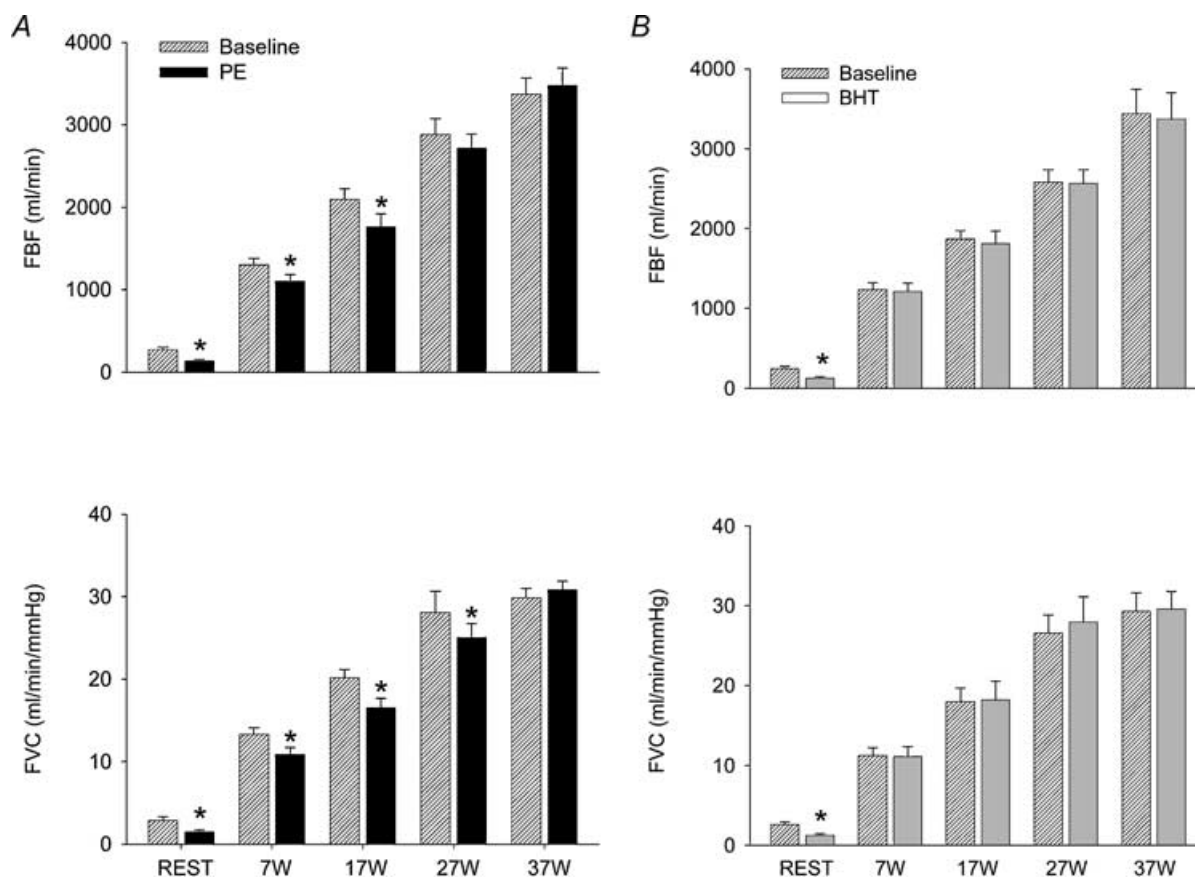 A
Baseline
PE
FBF (ml/min)
4000
3000
2000
1000
0
*
*
*
FVC (ml/min/mmHg)
40
30
20
10
0
*
*
*
*
REST 7W 17W 27W 37W
B
Baseline
BHT
FBF (ml/min)
4000
3000
2000
1000
0
*
FVC (ml/min/mmHg)
40
30
20
10
0
*
REST 7W 17W 27W 37W